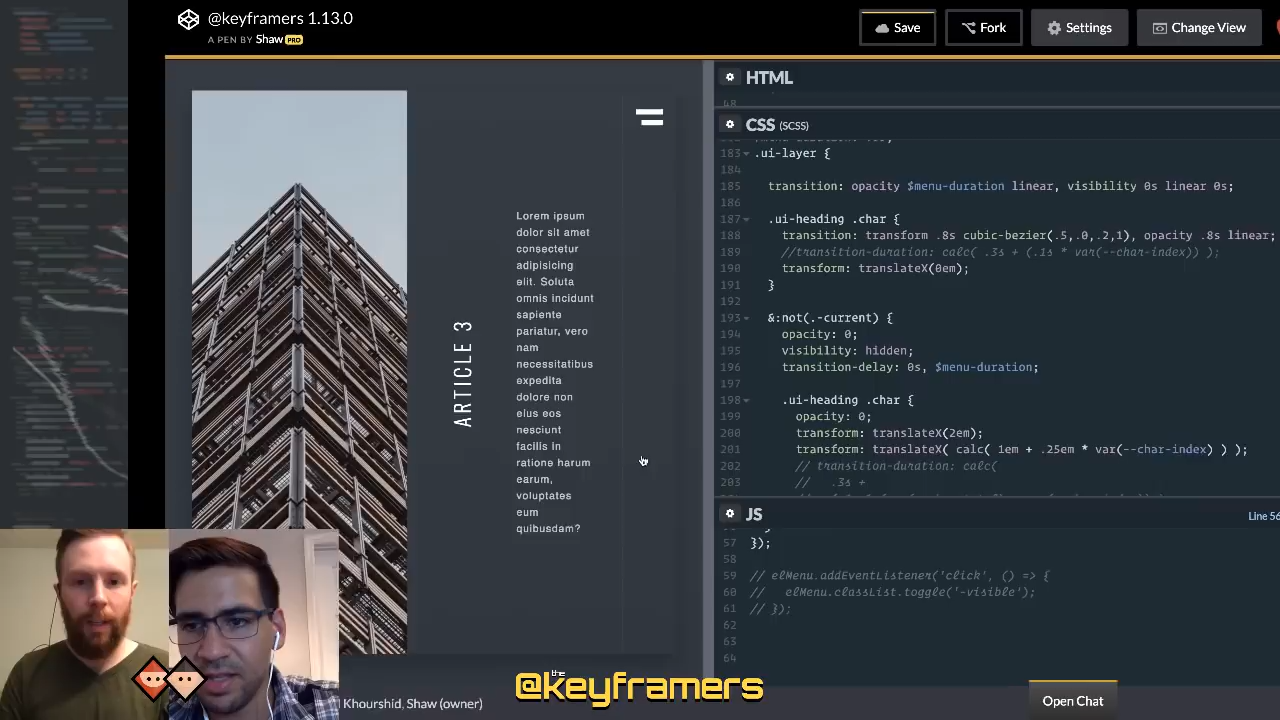 @keyframers 1.13.0
A PEN BY Shaw PRO
Save
Fork
Settings
Change View
HTML
48
CSS (SCSS)
183 .ui-layer {
184
185 transition: opacity $menu-duration linear, visibility 0s linear 0s;
186
187 .ui-heading .char {
188 transition: transform .8s cubic-bezier(.5,.0,.2,1), opacity .8s linear;
189 //transition-duration: calc( .3s + (.1s * var(--char-index)) );
190 transform: translateX(0em);
191 }
192
193 &:not(.-current) {
194 opacity: 0;
195 visibility: hidden;
196 transition-delay: 0s, $menu-duration;
197
198 .ui-heading .char {
199 opacity: 0;
200 transform: translateX(2em);
201 transform: translateX( calc( 1em + .25em * var(--char-index) ) );
202 // transition-duration: calc(
203 // .3s +
JS
Line 56
57 });
58
59 // elMenu.addEventListener('click', () => {
60 // elMenu.classList.toggle('-visible');
61 // });
62
63
64
ARTICLE 3
Lorem ipsum
dolor sit amet
consectetur
adipisicing
elit. Soluta
omnis incidunt
sapiente
pariatur, vero
nam
necessitatibus
expedita
dolore non
eius eos
nesciunt
facilis in
ratione harum
earum,
voluptates
eum
quibusdam?
Khourshid, Shaw (owner)
the
@keyframers
Open Chat